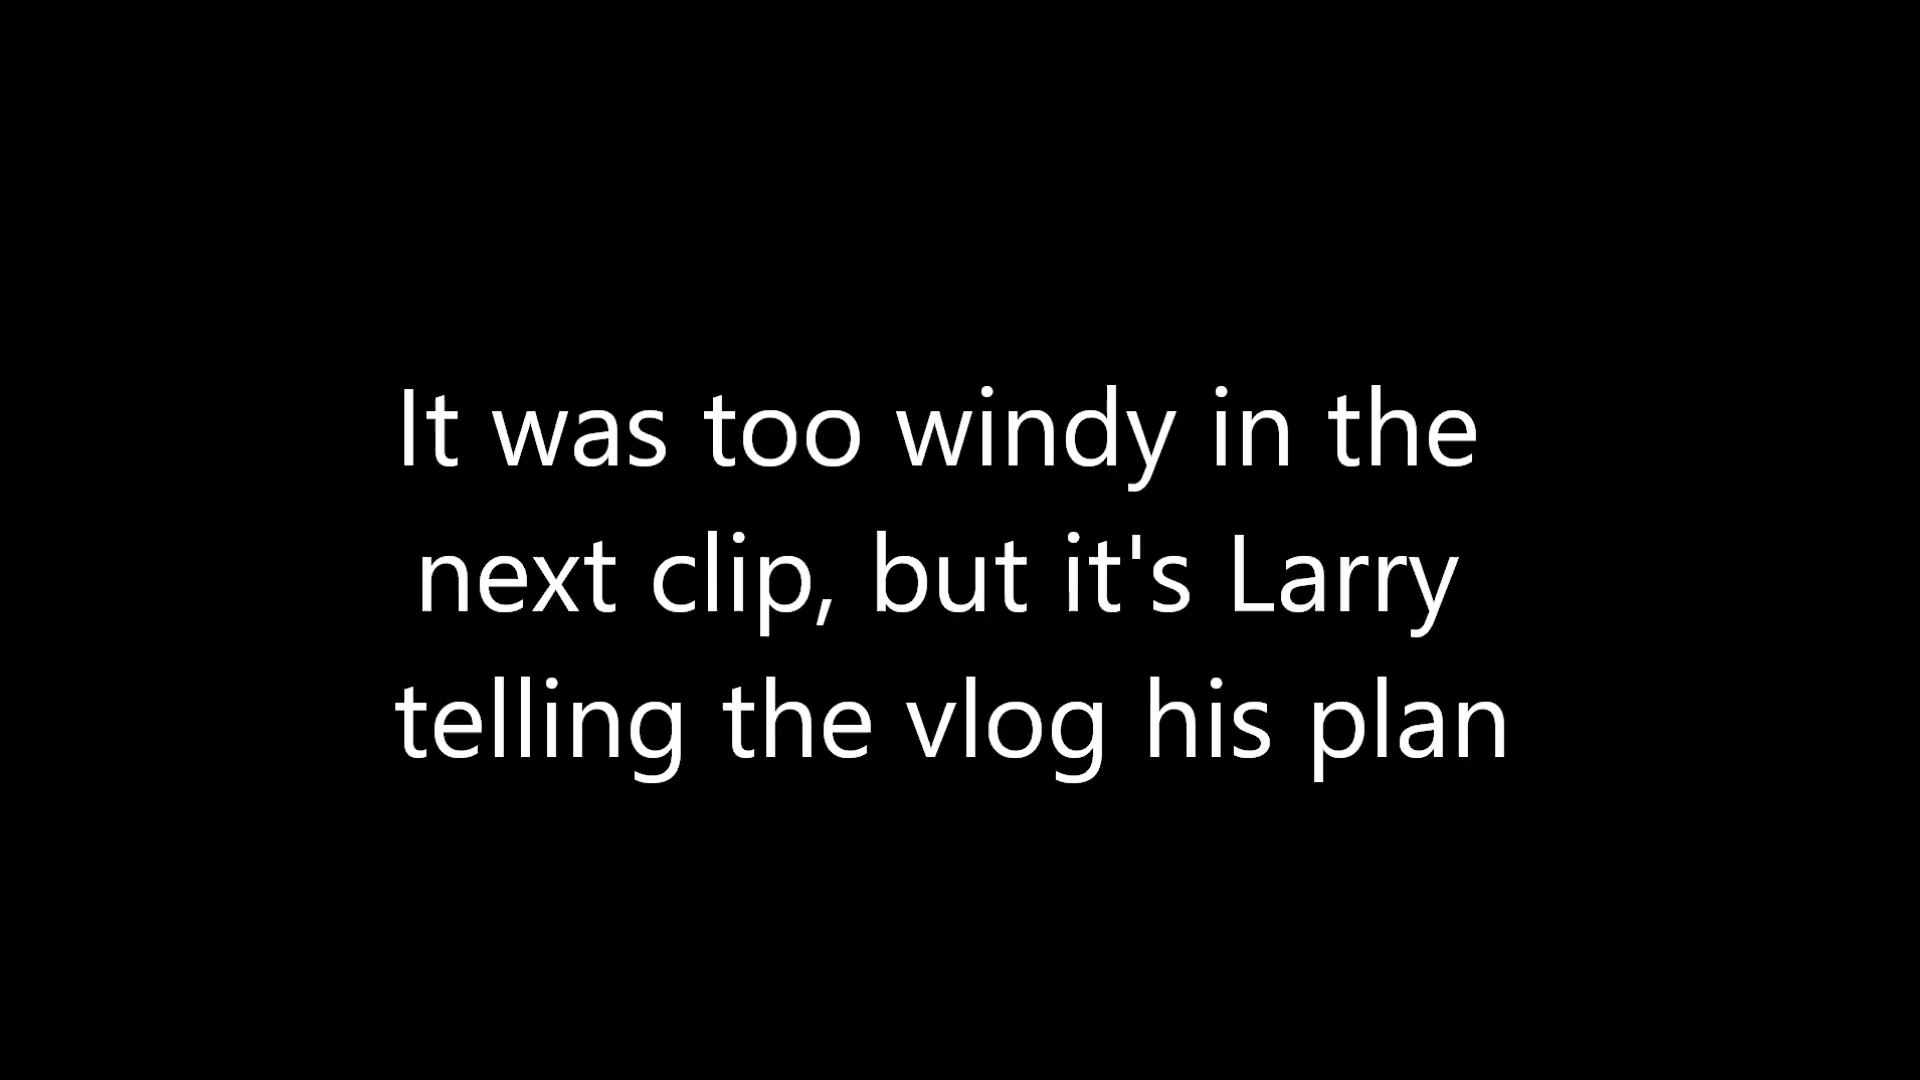 It was too windy in the
next clip, but it's Larry
telling the vlog his plan